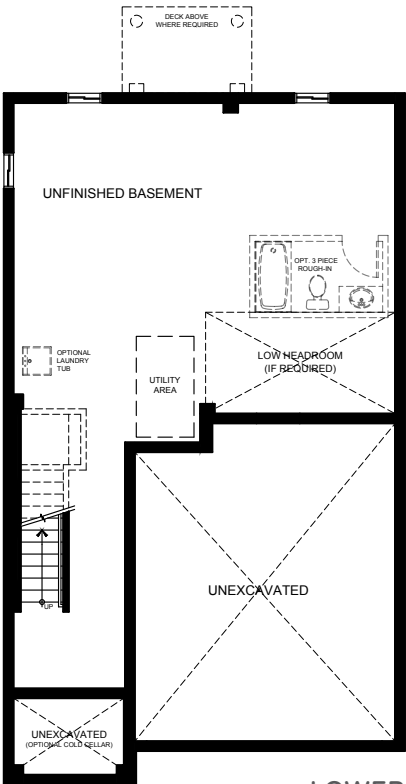 DECK ABOVE
WHERE REQUIRED
UNFINISHED BASEMENT
OPT. 3 PIECE
ROUGH-IN
OPTIONAL
LAUNDRY
TUB
UTILITY
AREA
LOW HEADROOM
(IF REQUIRED)
UP
UNEXCAVATED
UNEXCAVATED
(OPTIONAL COLD CELLAR)
LOWER